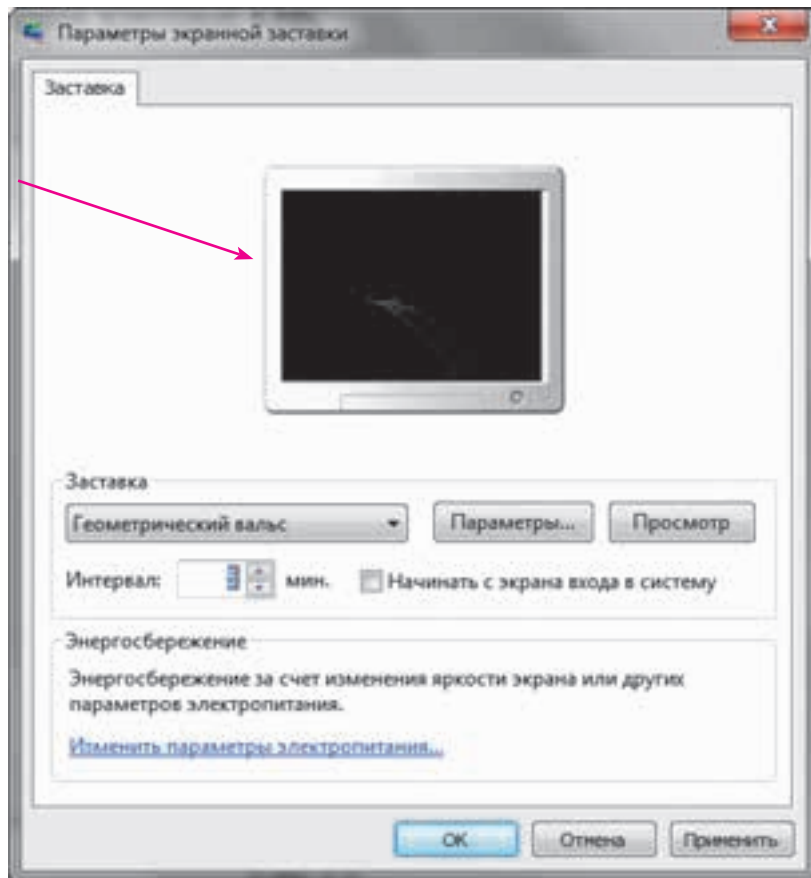 Параметры экранной заставки
Заставка
Заставка
Геометрический вальс
Параметры...
Просмотр
Интервал:
мин.
Начинать с экрана входа в систему
Энергосбережение
Энергосбережение за счет изменения яркости экрана или других
параметров электропитания.
Изменить параметры электропитания...
ОК
Отмена
Применить